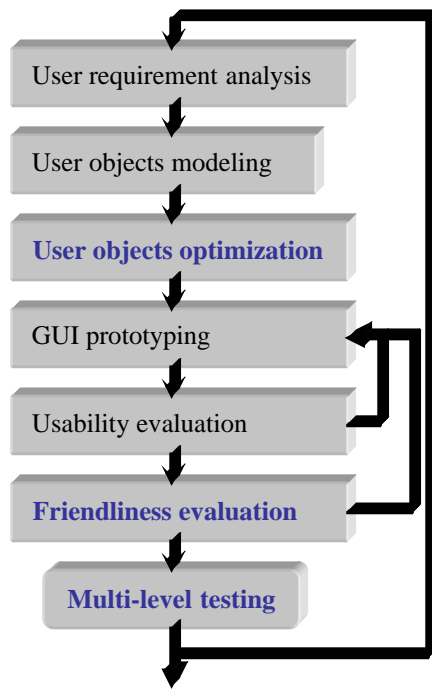 User requirement analysis
User objects modeling
User objects optimization
GUI prototyping
Usability evaluation
Friendliness evaluation
Multi-level testing